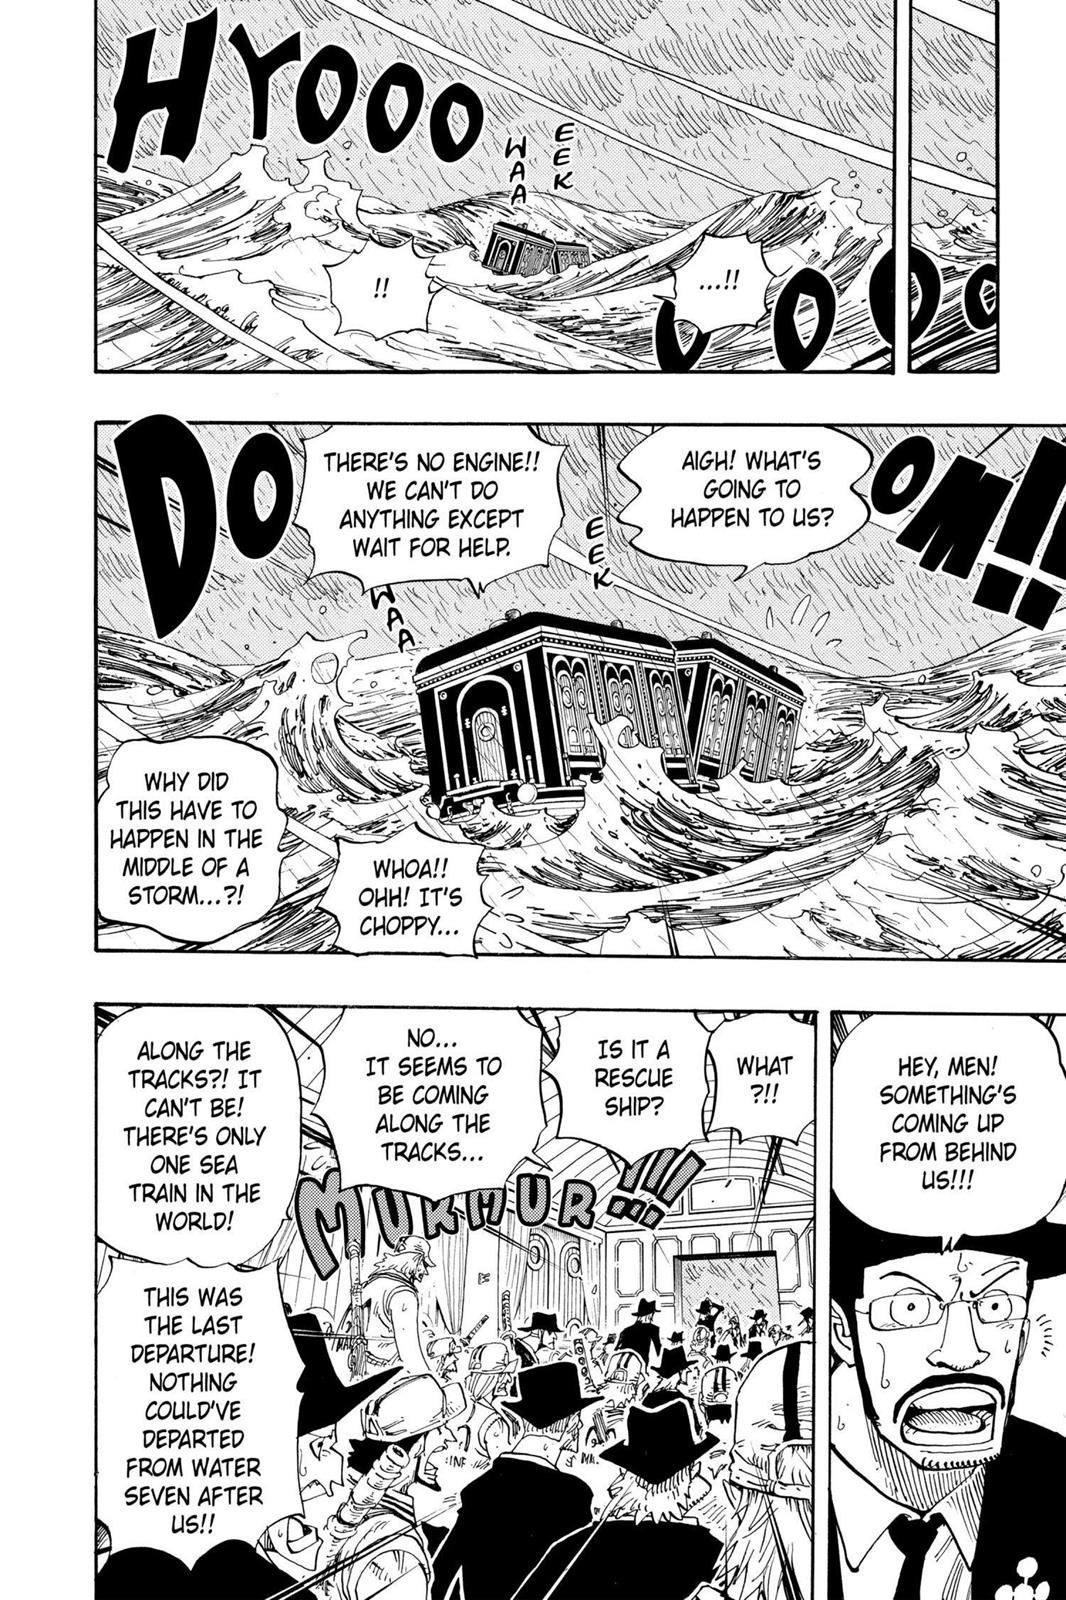 HYOOO
OOOO
EEK
WAA
...!!
!!
DOOM!!
AIGH! WHAT'S
GOING TO
HAPPEN TO US?
THERE'S NO ENGINE!!
WE CAN'T DO
ANYTHING EXCEPT
WAIT FOR HELP.
EEK
WAA
WHOA!!
OHH! IT'S
CHOPPY...
WHY DID
THIS HAVE TO
HAPPEN IN THE
MIDDLE OF A
STORM...?!
HEY, MEN!
SOMETHING'S
COMING UP
FROM BEHIND
US!!!
WHAT
?!!
IS IT A
RESCUE
SHIP?
NO...
IT SEEMS TO
BE COMING
ALONG THE
TRACKS...
MURMUR!!!
ALONG THE
TRACKS?! IT
CAN'T BE!
THERE'S ONLY
ONE SEA
TRAIN IN THE
WORLD!
THIS WAS
THE LAST
DEPARTURE!
NOTHING
COULD'VE
DEPARTED
FROM WATER
SEVEN AFTER
US!!